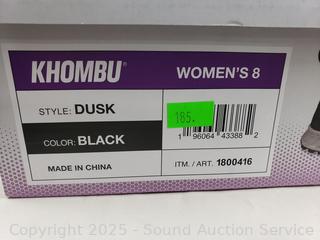 KHOMBU®
WOMEN'S 8
STYLE: DUSK
185.
COLOR: BLACK
1 96064 43388 2
MADE IN CHINA
ITM. / ART. 1800416
Copyright © 2025 - Sound Auction Service